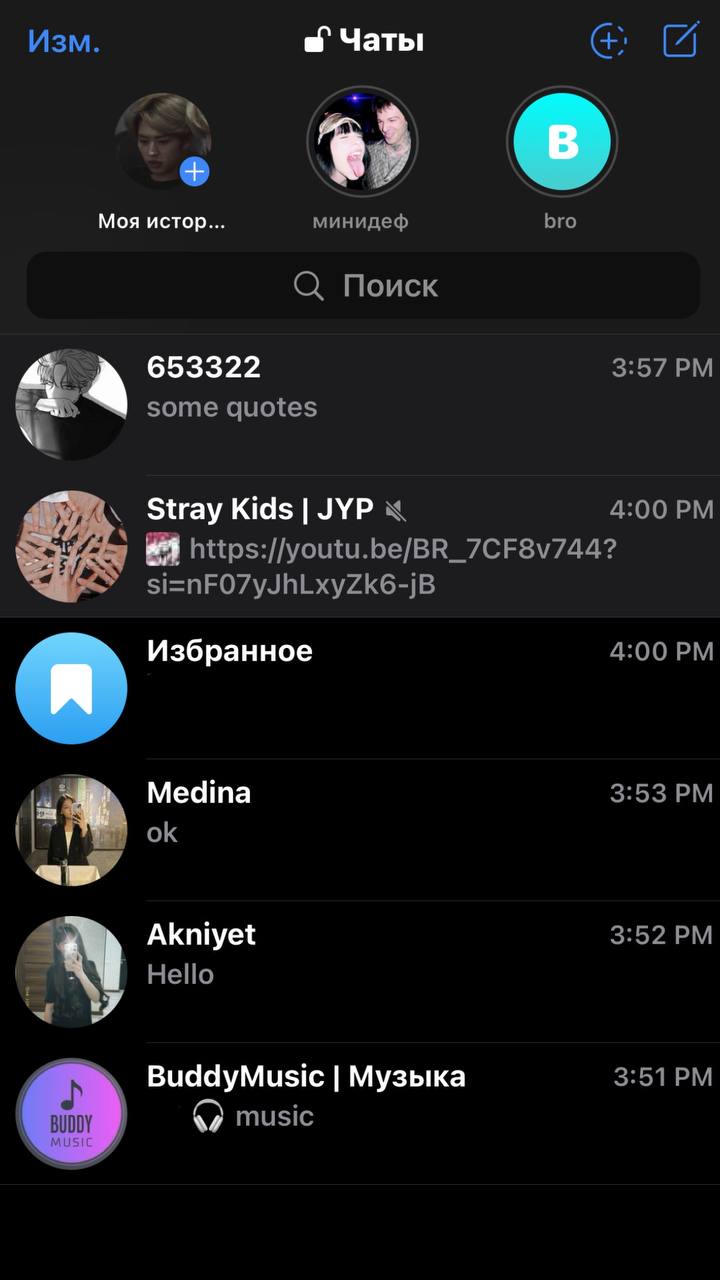 Изм.
Чаты
B
Моя истор...
минидеф
bro
Поиск
653322
3:57 PM
some quotes
Stray Kids | JYP
4:00 PM
https://youtu.be/BR_7CF8v744?
si=nF07yJhLxyZk6-jB
Избранное
4:00 PM
Medina
3:53 PM
ok
Akniyet
3:52 PM
Hello
BuddyMusic | Музыка
3:51 PM
music
BUDDY
MUSIC